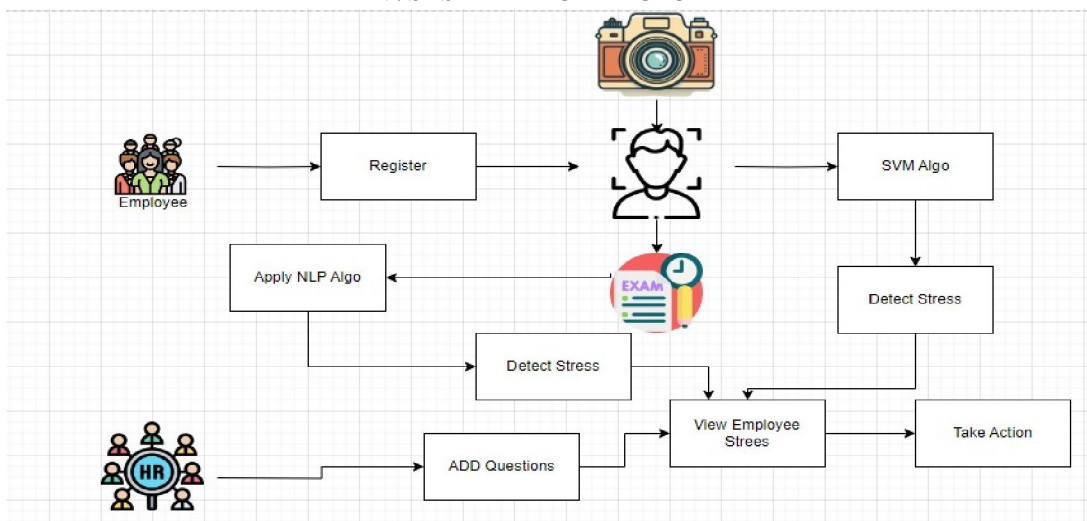 Register
SVM Algo
Employee
Apply NLP Algo
EXAM
Detect Stress
Detect Stress
View Employee
Strees
Take Action
HR
ADD Questions